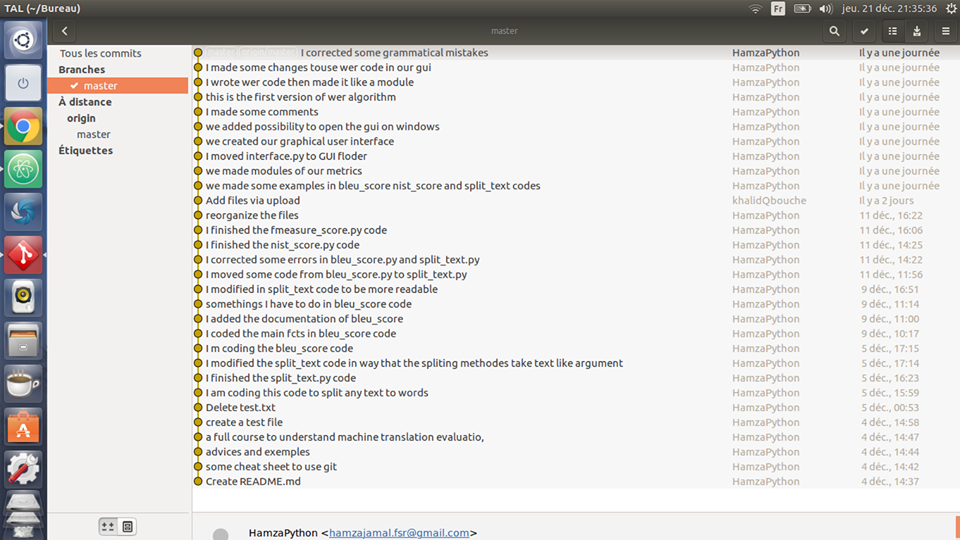 TAL (~/Bureau) Fr jeu. 21 déc. 21:35:36
master
Tous les commits
Branches
master
À distance
origin
master
Étiquettes
master origin/master I corrected some grammatical mistakes HamzaPython Il y a une journée
I made some changes touse wer code in our gui HamzaPython Il y a une journée
I wrote wer code then made it like a module HamzaPython Il y a une journée
this is the first version of wer algorithm HamzaPython Il y a une journée
I made some comments HamzaPython Il y a une journée
we added possibility to open the gui on windows HamzaPython Il y a une journée
we created our graphical user interface HamzaPython Il y a une journée
I moved interface.py to GUI floder HamzaPython Il y a une journée
we made modules of our metrics HamzaPython Il y a une journée
we made some examples in bleu_score nist_score and split_text codes HamzaPython Il y a une journée
Add files via upload khalidQbouche Il y a 2 jours
reorganize the files HamzaPython 11 déc., 16:22
I finished the fmeasure_score.py code HamzaPython 11 déc., 16:06
I finished the nist_score.py code HamzaPython 11 déc., 14:25
I corrected some errors in bleu_score.py and split_text.py HamzaPython 11 déc., 14:22
I moved some code from bleu_score.py to split_text.py HamzaPython 11 déc., 11:56
I modified in split_text code to be more readable HamzaPython 9 déc., 16:51
somethings I have to do in bleu_score code HamzaPython 9 déc., 11:14
I added the documentation of bleu_score HamzaPython 9 déc., 11:00
I coded the main fcts in bleu_score code HamzaPython 9 déc., 10:17
I m coding the bleu_score code HamzaPython 5 déc., 17:15
I modified the split_text code in way that the spliting methodes take text like argument HamzaPython 5 déc., 17:14
I finished the split_text.py code HamzaPython 5 déc., 16:23
I am coding this code to split any text to words HamzaPython 5 déc., 15:59
Delete test.txt HamzaPython 5 déc., 00:53
create a test file HamzaPython 4 déc., 14:58
a full course to understand machine translation evaluatio, HamzaPython 4 déc., 14:47
advices and exemples HamzaPython 4 déc., 14:44
some cheat sheet to use git HamzaPython 4 déc., 14:42
Create README.md HamzaPython 4 déc., 14:37
HamzaPython <hamzajamal.fsr@gmail.com>